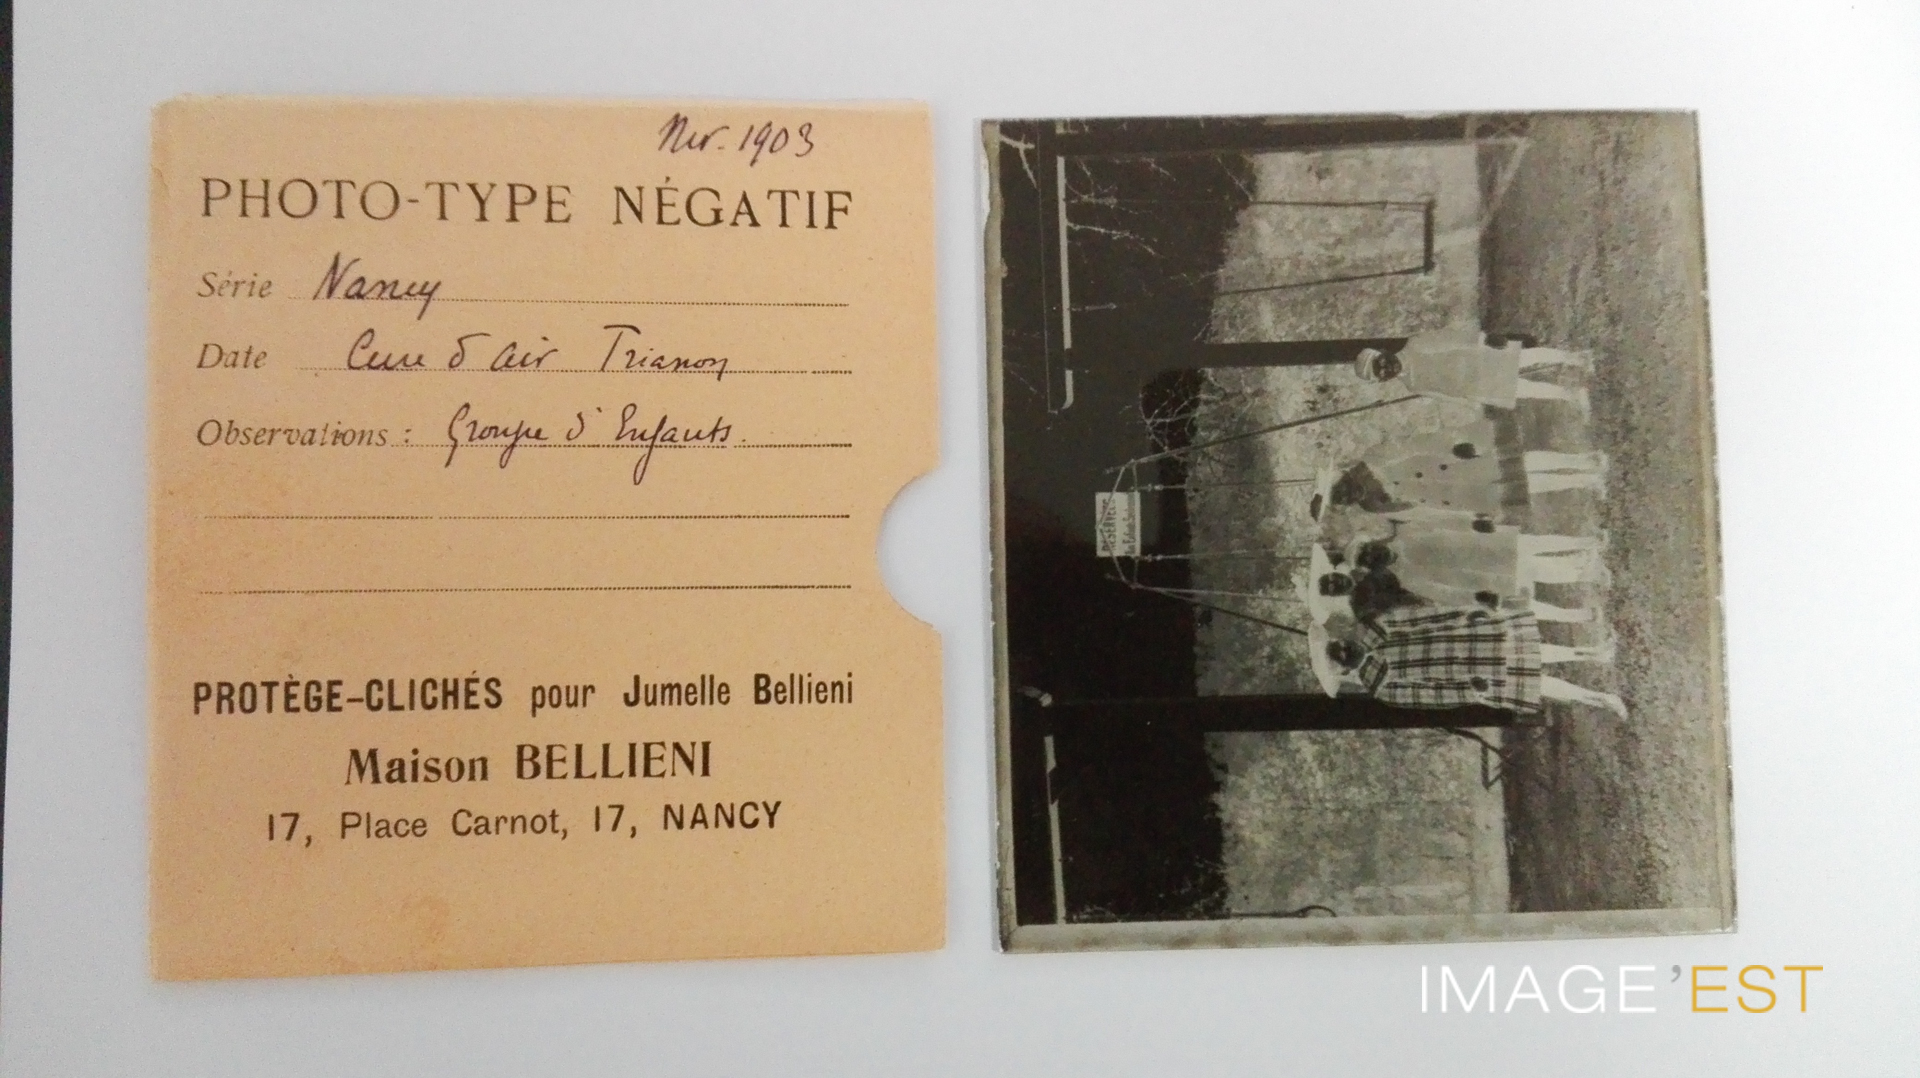 Nov. 1903
PHOTO-TYPE NÉGATIF
Série Nancy
Date Cure d'air Trianon
Observations : Groupe d'Enfants.
PROTÈGE-CLICHÉS pour Jumelle Bellieni
Maison BELLIENI
17, Place Carnot, 17, NANCY
RÉSERVÉE
IMAGE'EST